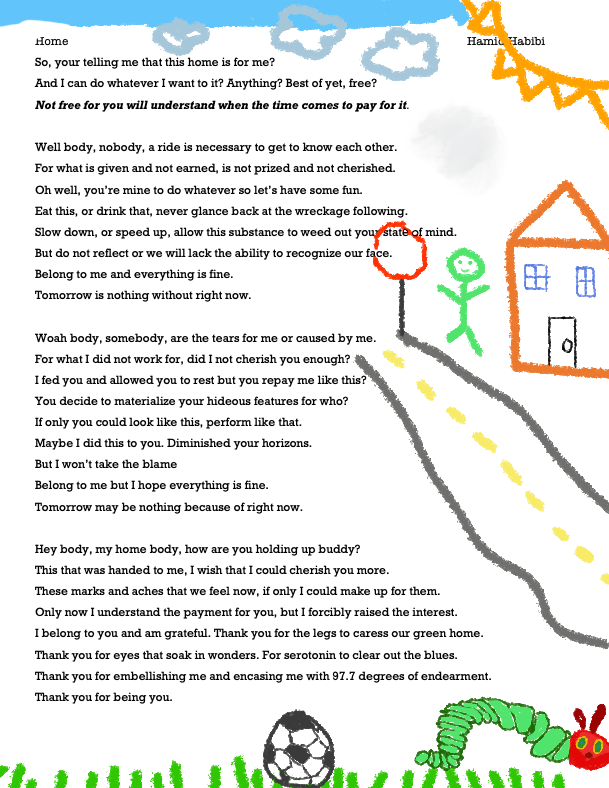 Home
Hamid Habibi
So, your telling me that this home is for me?
And I can do whatever I want to it? Anything? Best of yet, free?
Not free for you will understand when the time comes to pay for it.
Well body, nobody, a ride is necessary to get to know each other.
For what is given and not earned, is not prized and not cherished.
Oh well, you're mine to do whatever so let's have some fun.
Eat this, or drink that, never glance back at the wreckage following.
Slow down, or speed up, allow this substance to weed out your state of mind.
But do not reflect or we will lack the ability to recognize our face.
Belong to me and everything is fine.
Tomorrow is nothing without right now.
Woah body, somebody, are the tears for me or caused by me.
For what I did not work for, did I not cherish you enough?
I fed you and allowed you to rest but you repay me like this?
You decide to materialize your hideous features for who?
If only you could look like this, perform like that.
Maybe I did this to you. Diminished your horizons.
But I won't take the blame
Belong to me but I hope everything is fine.
Tomorrow may be nothing because of right now.
Hey body, my home body, how are you holding up buddy?
This that was handed to me, I wish that I could cherish you more.
These marks and aches that we feel now, if only I could make up for them.
Only now I understand the payment for you, but I forcibly raised the interest.
I belong to you and am grateful. Thank you for the legs to caress our green home.
Thank you for eyes that soak in wonders. For serotonin to clear out the blues.
Thank you for embellishing me and encasing me with 97.7 degrees of endearment.
Thank you for being you.